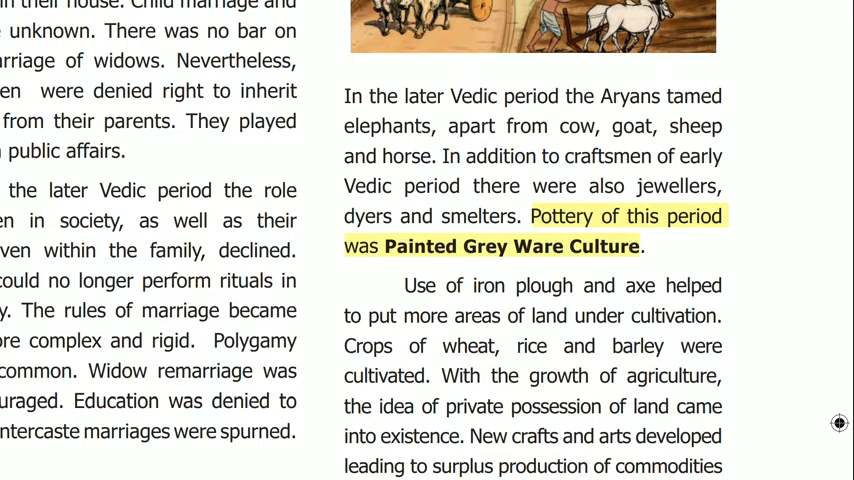 in their house. Child marriage and
unknown. There was no bar on
marriage of widows. Nevertheless,
were denied right to inherit
from their parents. They played
public affairs.
the later Vedic period the role
in society, as well as their
even within the family, declined.
could no longer perform rituals in
The rules of marriage became
more complex and rigid. Polygamy
common. Widow remarriage was
Education was denied to
intercaste marriages were spurned.
In the later Vedic period the Aryans tamed
elephants, apart from cow, goat, sheep
and horse. In addition to craftsmen of early
Vedic period there were also jewellers,
dyers and smelters. Pottery of this period
was Painted Grey Ware Culture.
Use of iron plough and axe helped
to put more areas of land under cultivation.
Crops of wheat, rice and barley were
cultivated. With the growth of agriculture,
the idea of private possession of land came
into existence. New crafts and arts developed
leading to surplus production of commodities